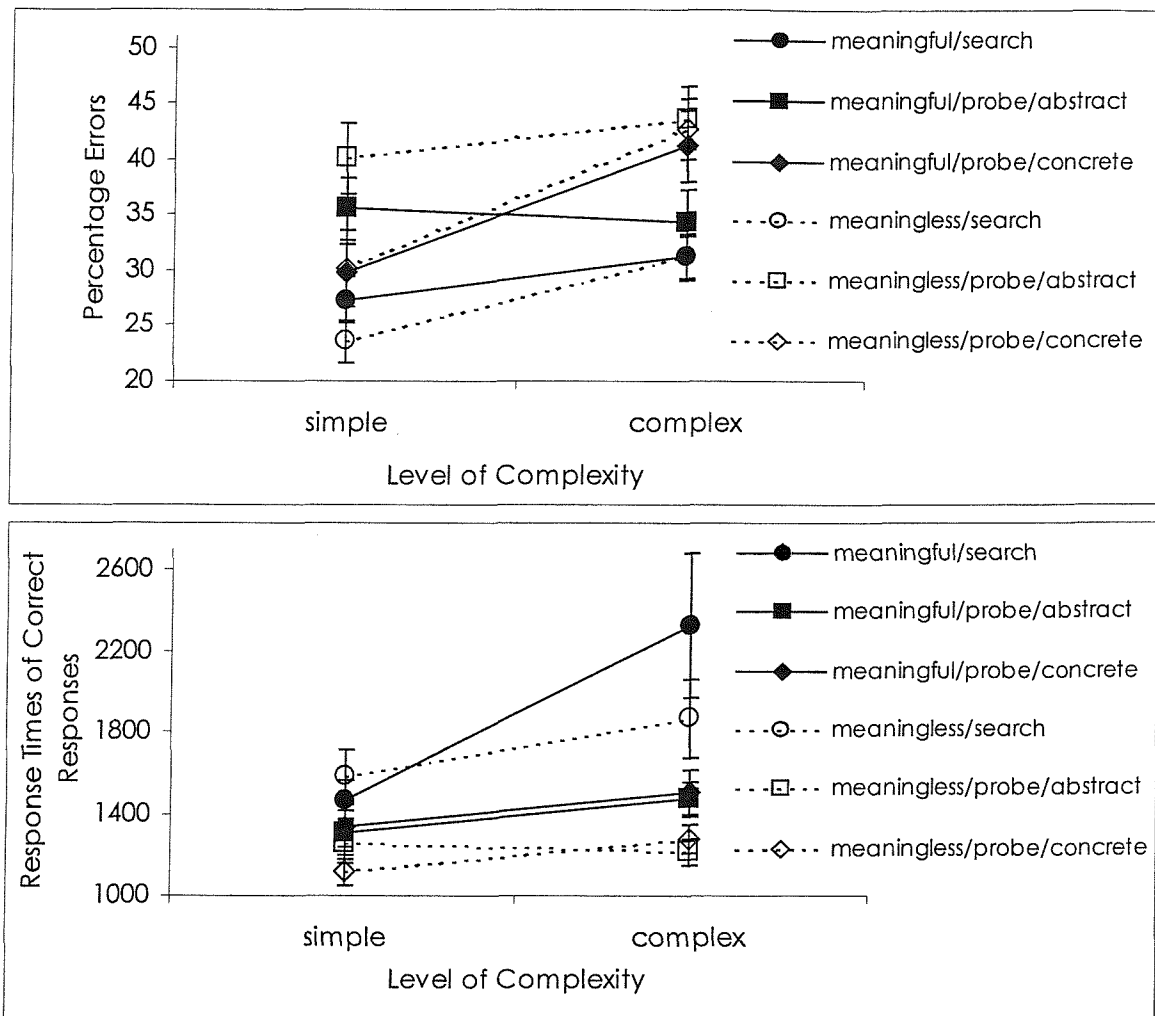 Percentage Errors
50
45
40
35
30
25
20
simple
complex
Level of Complexity
meaningful/search
meaningful/probe/abstract
meaningful/probe/concrete
meaningless/search
meaningless/probe/abstract
meaningless/probe/concrete
Response Times of Correct
Responses
2600
2200
1800
1400
1000
simple
complex
Level of Complexity
meaningful/search
meaningful/probe/abstract
meaningful/probe/concrete
meaningless/search
meaningless/probe/abstract
meaningless/probe/concrete